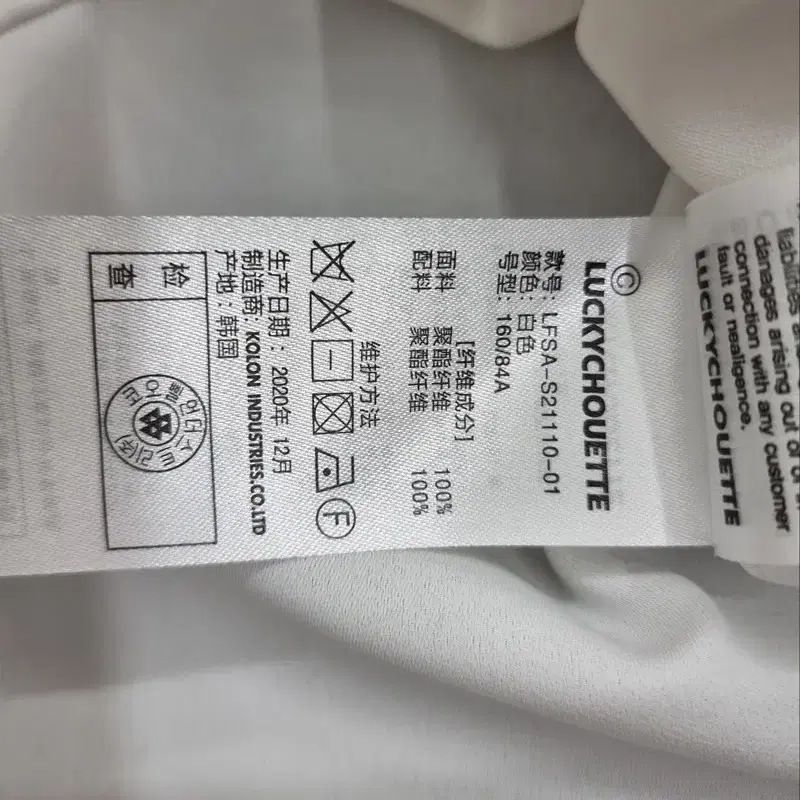 ©
LUCKYCHOUETTE
款号: LFSA-S21110-01
颜色: 白色
号型: 160/84A
[纤维成分]
面料 聚酯纤维 100%
配料 聚酯纤维 100%
维护方法
F
生产日期: 2020年 12月
制造商: KOLON INDUSTRIES.CO.LTD
产地: 韩国
检查
liabilities
damages arising out of or in
connection with any customer
fault or negligence.
LUCKYCHOUETTE